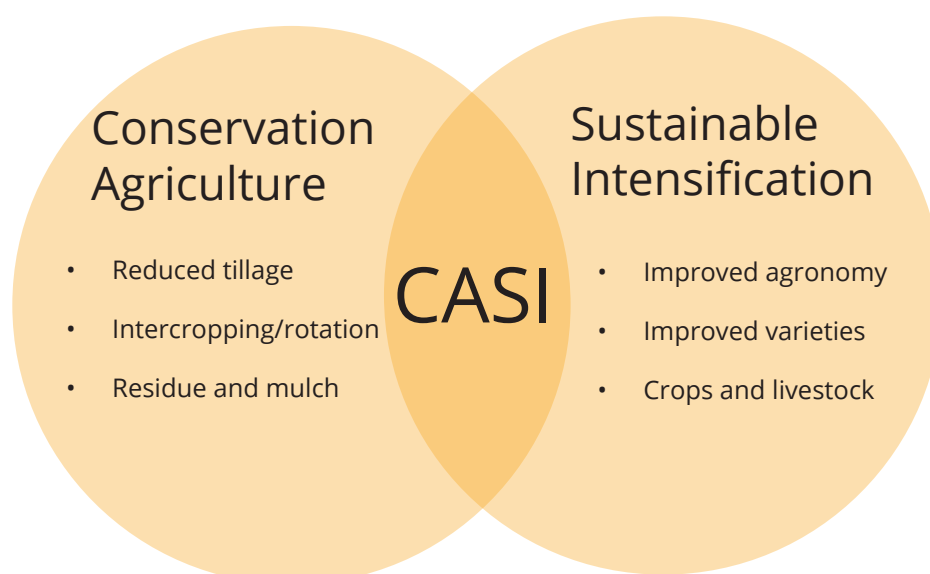 Conservation
Agriculture
• Reduced tillage
• Intercropping/rotation
• Residue and mulch
CASI
Sustainable
Intensification
• Improved agronomy
• Improved varieties
• Crops and livestock